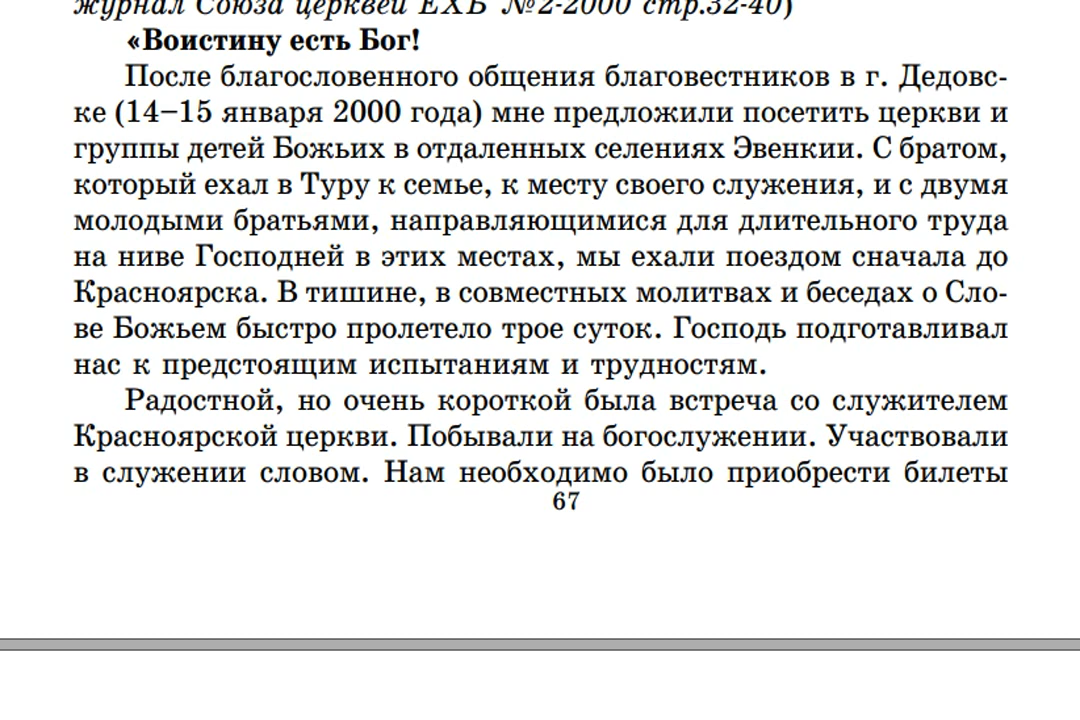 журнал Союза церквей ЕХБ №2-2000 стр.32-40)
«Воистину есть Бог!
После благословенного общения благовестников в г. Дедовс-
ке (14–15 января 2000 года) мне предложили посетить церкви и
группы детей Божьих в отдаленных селениях Эвенкии. С братом,
который ехал в Туру к семье, к месту своего служения, и с двумя
молодыми братьями, направляющимися для длительного труда
на ниве Господней в этих местах, мы ехали поездом сначала до
Красноярска. В тишине, в совместных молитвах и беседах о Сло-
ве Божьем быстро пролетело трое суток. Господь подготавливал
нас к предстоящим испытаниям и трудностям.
Радостной, но очень короткой была встреча со служителем
Красноярской церкви. Побывали на богослужении. Участвовали
в служении словом. Нам необходимо было приобрести билеты
67